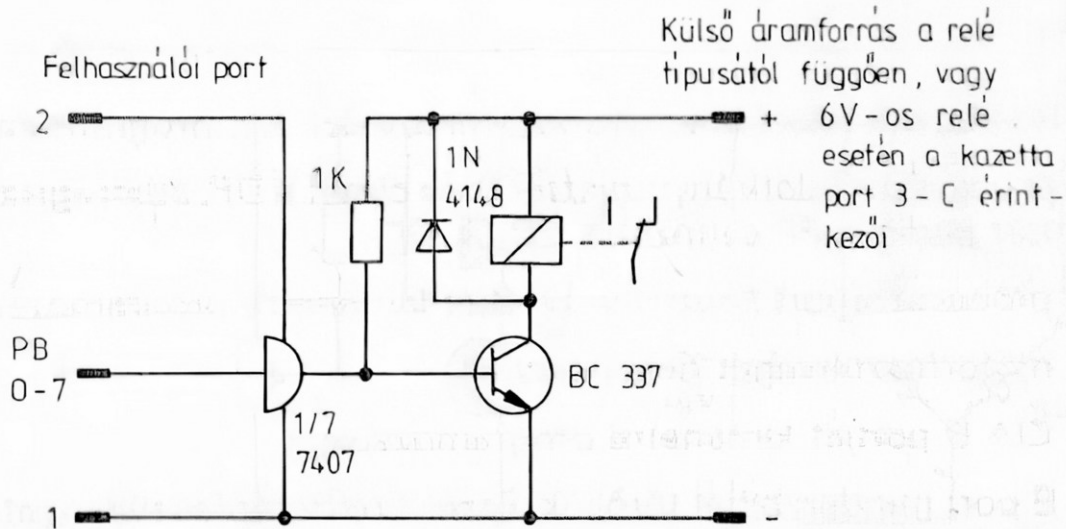 Felhasználói port
2
Külső áramforrás a relé
tipusától függően, vagy
+ 6V-os relé
esetén a kazetta
port 3-C érint-
kezői
1K
1N
4148
PB
0-7
1/7
7407
BC 337
1
-